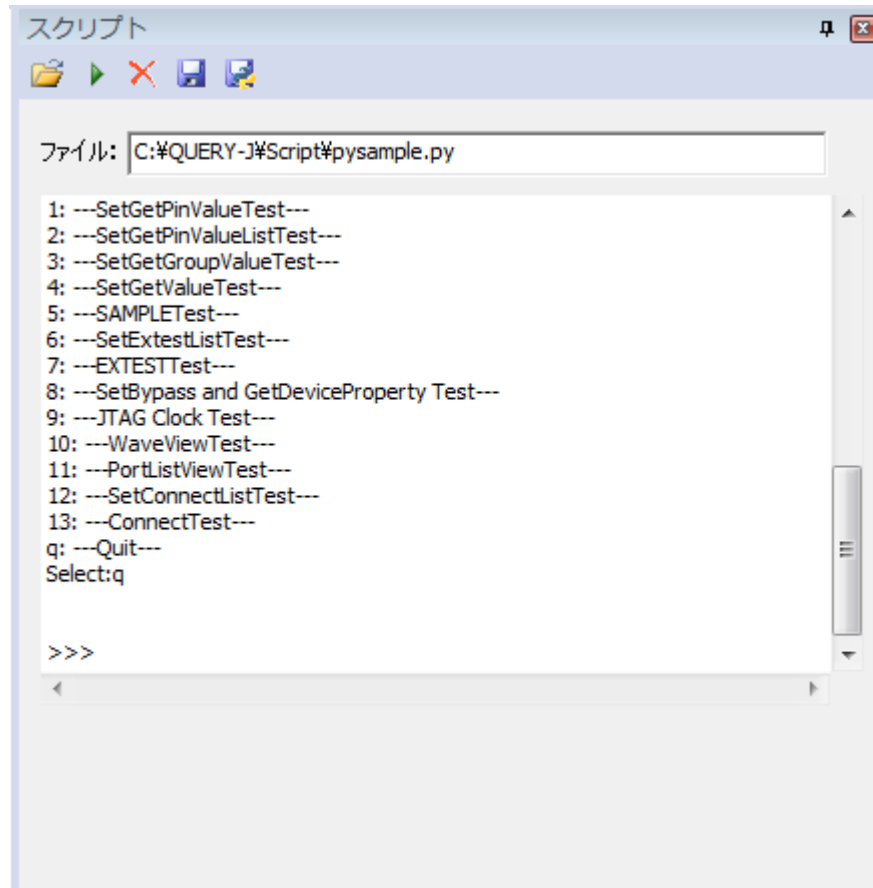 スクリプト
ファイル: C:¥QUERY-J¥Script¥pysample.py
1: ---SetGetPinValueTest---
2: ---SetGetPinValueListTest---
3: ---SetGetGroupValueTest---
4: ---SetGetValueTest---
5: ---SAMPLETest---
6: ---SetExtestListTest---
7: ---EXTESTTest---
8: ---SetBypass and GetDeviceProperty Test---
9: ---JTAG Clock Test---
10: ---WaveViewTest---
11: ---PortListViewTest---
12: ---SetConnectListTest---
13: ---ConnectTest---
q: ---Quit---
Select:q
>>>